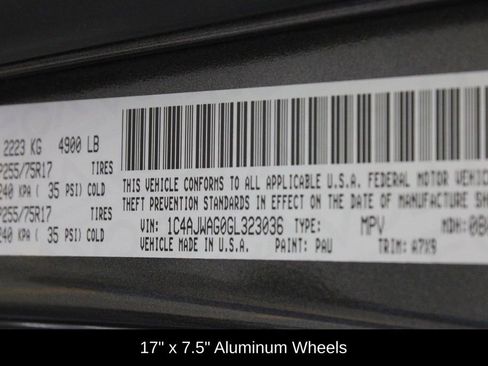 2223 KG 4900 LB
P255/75R17 TIRES
240 KPA ( 35 PSI) COLD
P255/75R17 TIRES
240 KPA ( 35 PSI) COLD
THIS VEHICLE CONFORMS TO ALL APPLICABLE U.S.A. FEDERAL MOTOR VEHIC
THEFT PREVENTION STANDARDS IN EFFECT ON THE DATE OF MANUFACTURE SH
VIN: 1C4AJWAG0GL323036 TYPE: MPV MDH: 0
VEHICLE MADE IN U.S.A. PAINT: PAU TRIM: A7X9
17" x 7.5" Aluminum Wheels